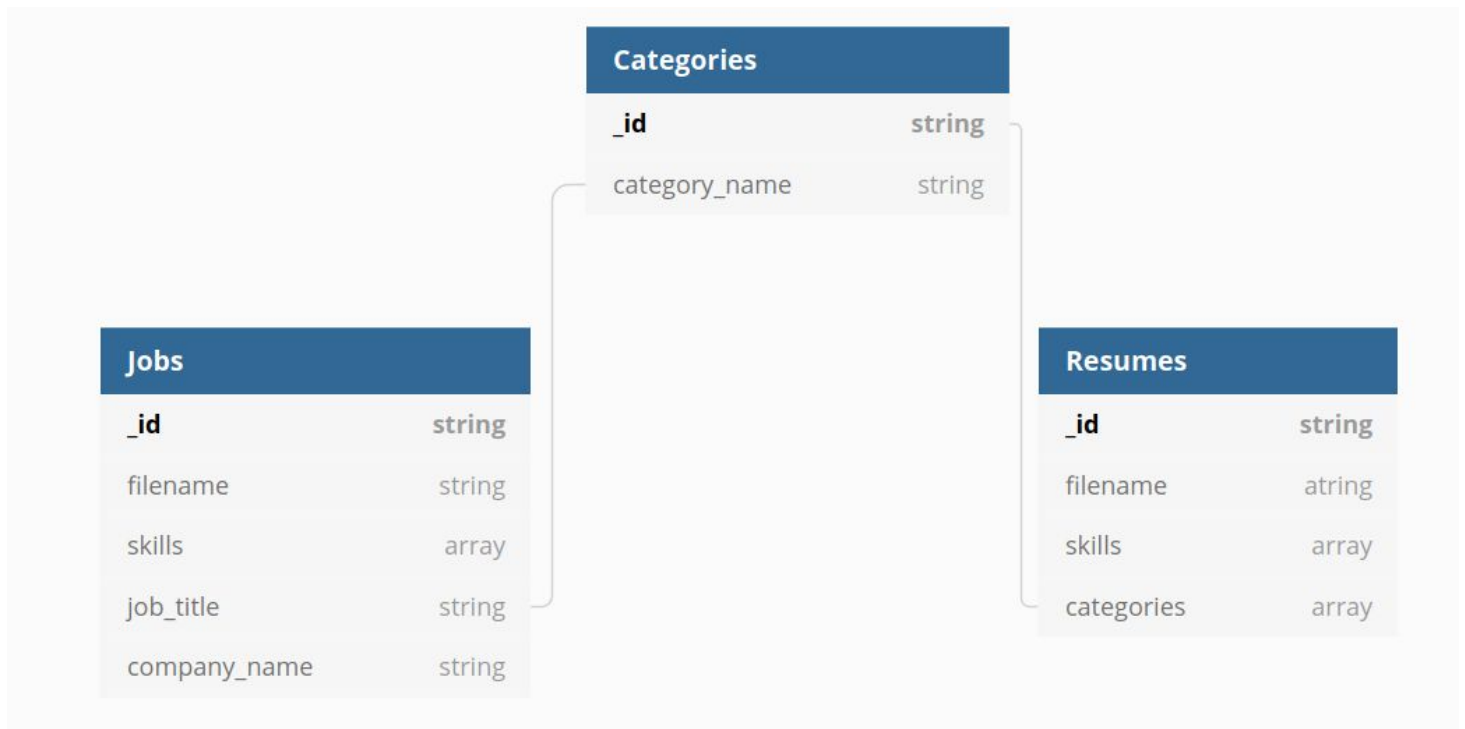 Categories
_id string
category_name string
Jobs
_id string
filename string
skills array
job_title string
company_name string
Resumes
_id string
filename atring
skills array
categories array